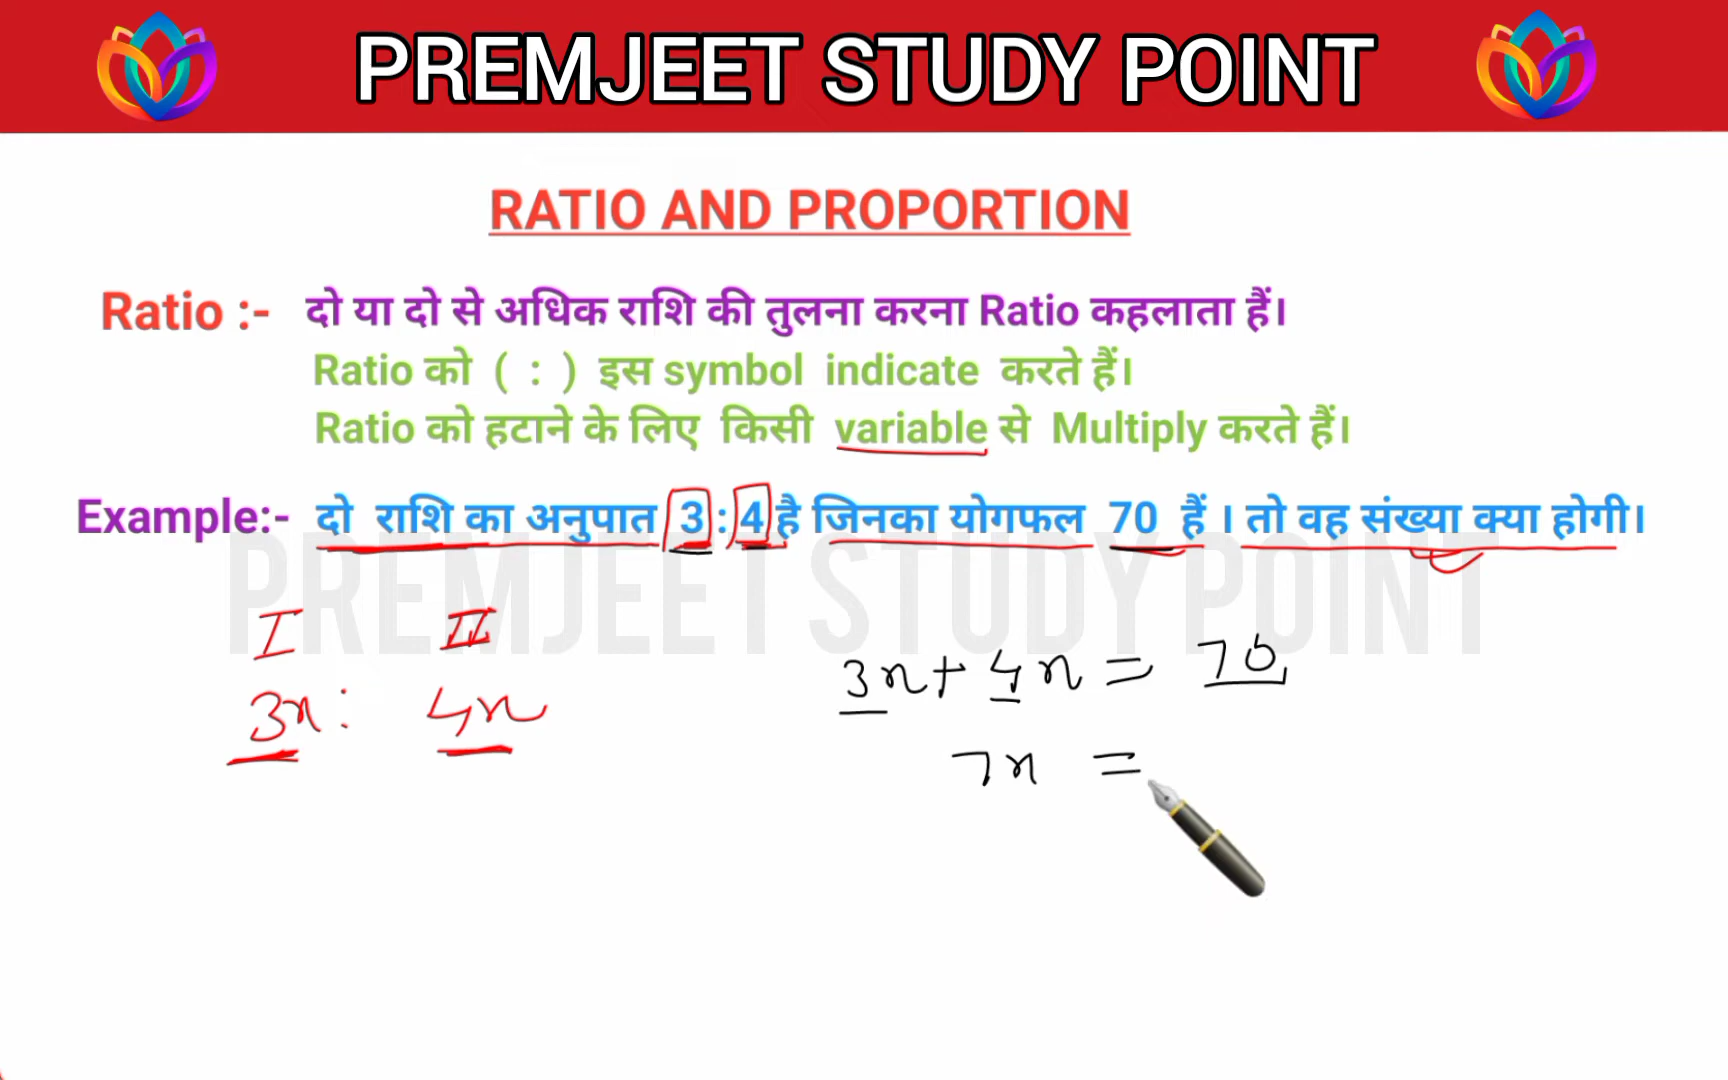 PREMJEET STUDY POINT
RATIO AND PROPORTION
Ratio :- दो या दो से अधिक राशि की तुलना करना Ratio कहलाता हैं।
Ratio को ( : ) इस symbol indicate करते हैं।
Ratio को हटाने के लिए किसी variable से Multiply करते हैं।
Example:- दो राशि का अनुपात 3 : 4 है जिनका योगफल 70 हैं । तो वह संख्या क्या होगी।
PREMJEET STUDY POINT
I II
3x : 4x
3x + 4x = 70
7x =